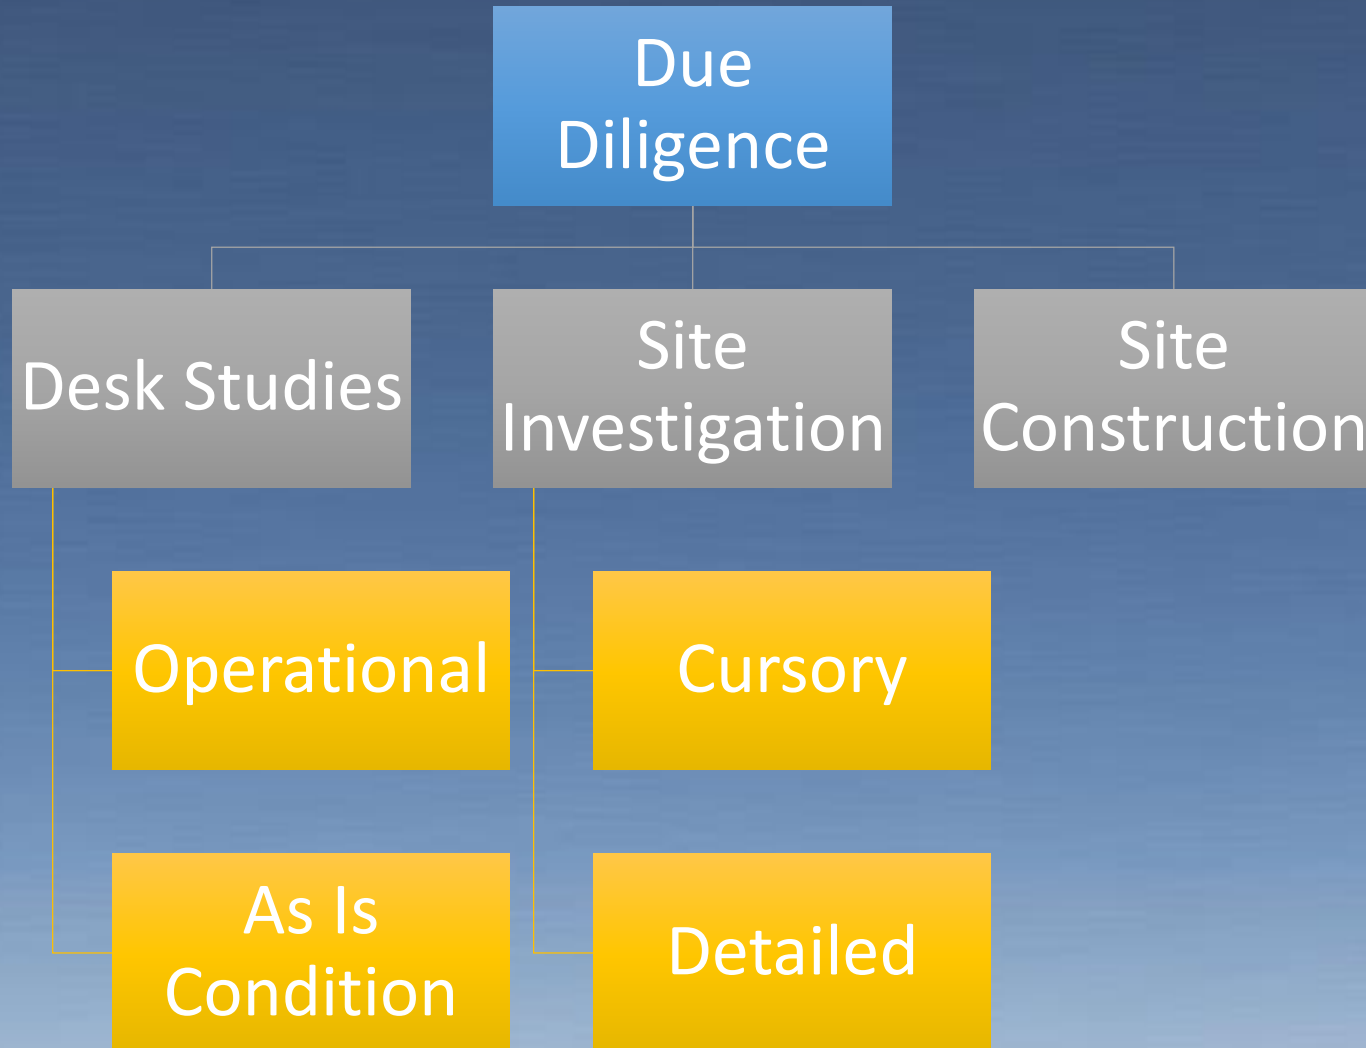 Due
Diligence
Desk Studies
Site
Investigation
Site
Construction
Operational
Cursory
As Is
Condition
Detailed